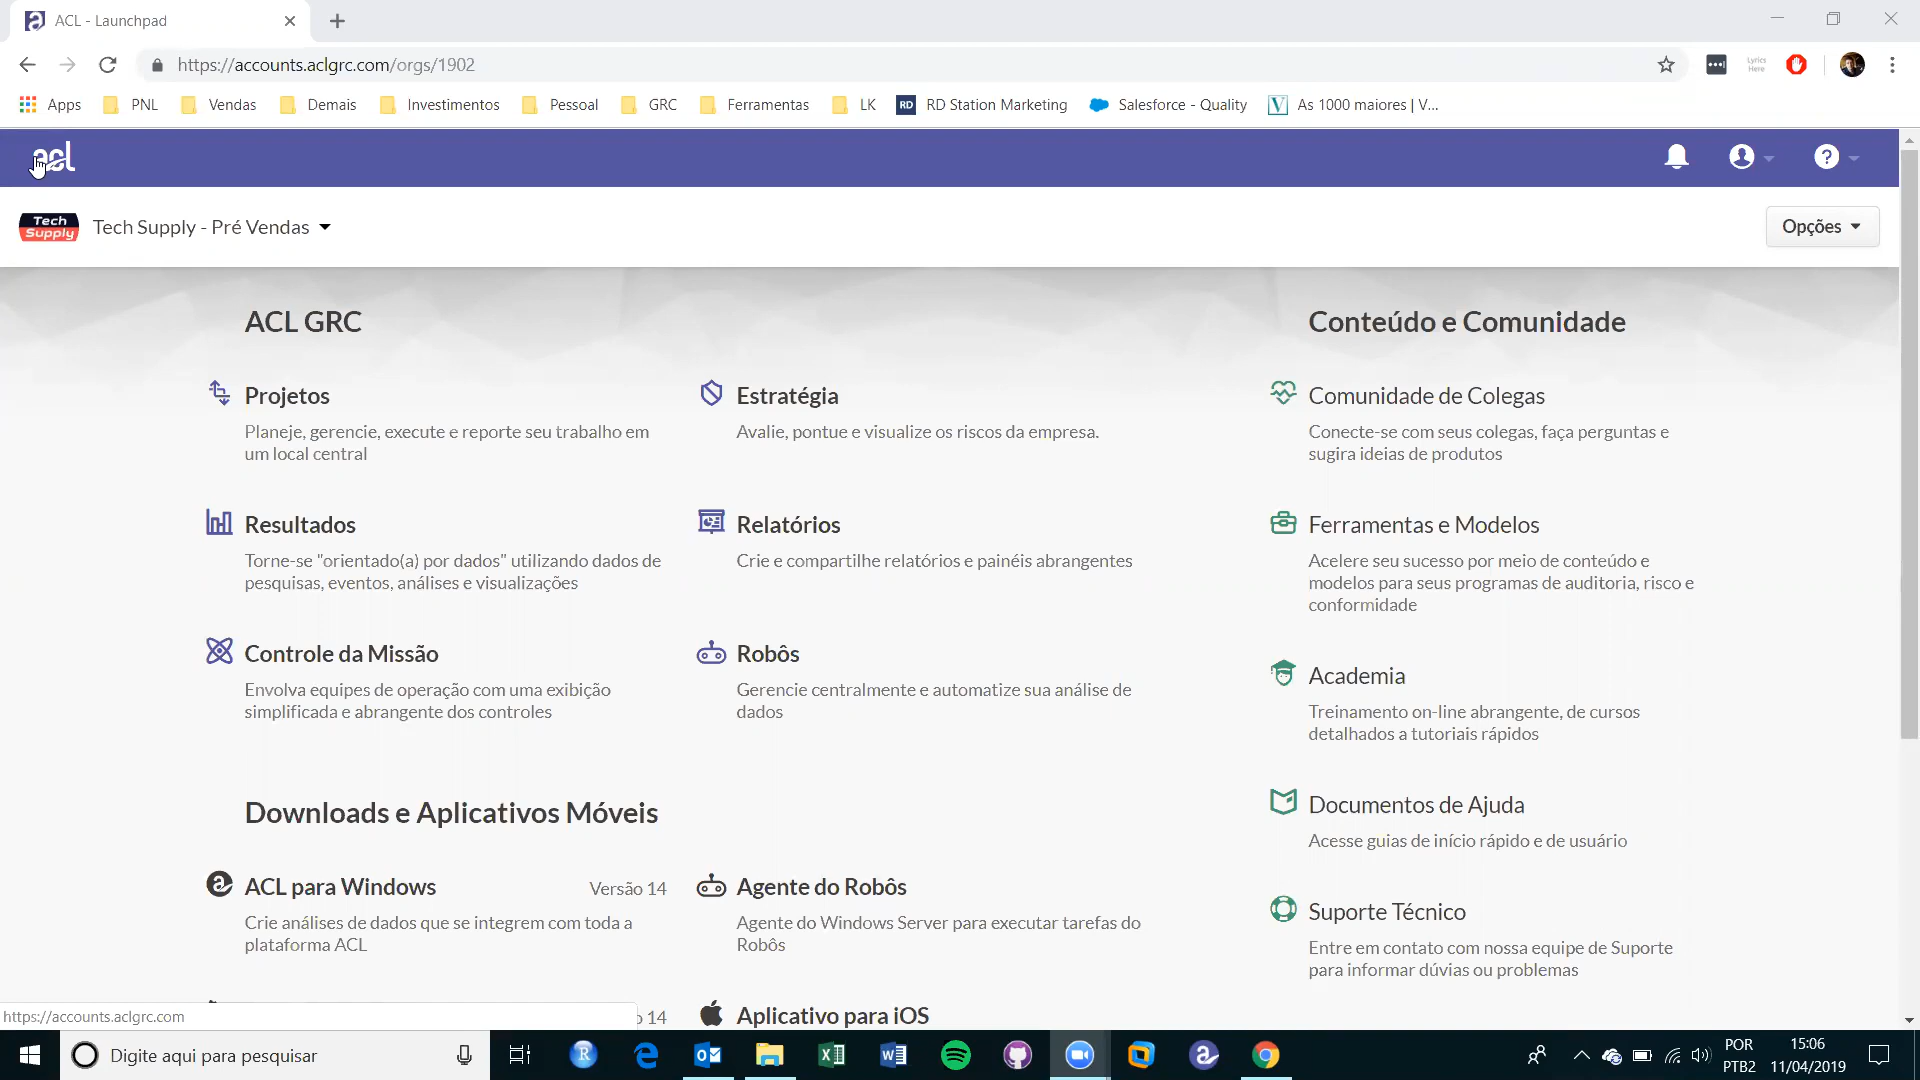 ACL - Launchpad
https://accounts.aclgrc.com/orgs/1902
Apps PNL Vendas Demais Investimentos Pessoal GRC Ferramentas LK RD RD Station Marketing Salesforce - Quality V As 1000 maiores | V...
Lyrics Here
acl
?
Tech Supply
Tech Supply - Pré Vendas
Opções
ACL GRC
Projetos
Planeje, gerencie, execute e reporte seu trabalho em
um local central
Estratégia
Avalie, pontue e visualize os riscos da empresa.
Resultados
Torne-se "orientado(a) por dados" utilizando dados de
pesquisas, eventos, análises e visualizações
Relatórios
Crie e compartilhe relatórios e painéis abrangentes
Controle da Missão
Envolva equipes de operação com uma exibição
simplificada e abrangente dos controles
Robôs
Gerencie centralmente e automatize sua análise de
dados
Downloads e Aplicativos Móveis
ACL para Windows Versão 14
Crie análises de dados que se integrem com toda a
plataforma ACL
Agente do Robôs
Agente do Windows Server para executar tarefas do
Robôs
14
Aplicativo para iOS
Conteúdo e Comunidade
Comunidade de Colegas
Conecte-se com seus colegas, faça perguntas e
sugira ideias de produtos
Ferramentas e Modelos
Acelere seu sucesso por meio de conteúdo e
modelos para seus programas de auditoria, risco e
conformidade
Academia
Treinamento on-line abrangente, de cursos
detalhados a tutoriais rápidos
Documentos de Ajuda
Acesse guias de início rápido e de usuário
Suporte Técnico
Entre em contato com nossa equipe de Suporte
para informar dúvias ou problemas
https://accounts.aclgrc.com
Digite aqui para pesquisar
POR
PTB2
15:06
11/04/2019